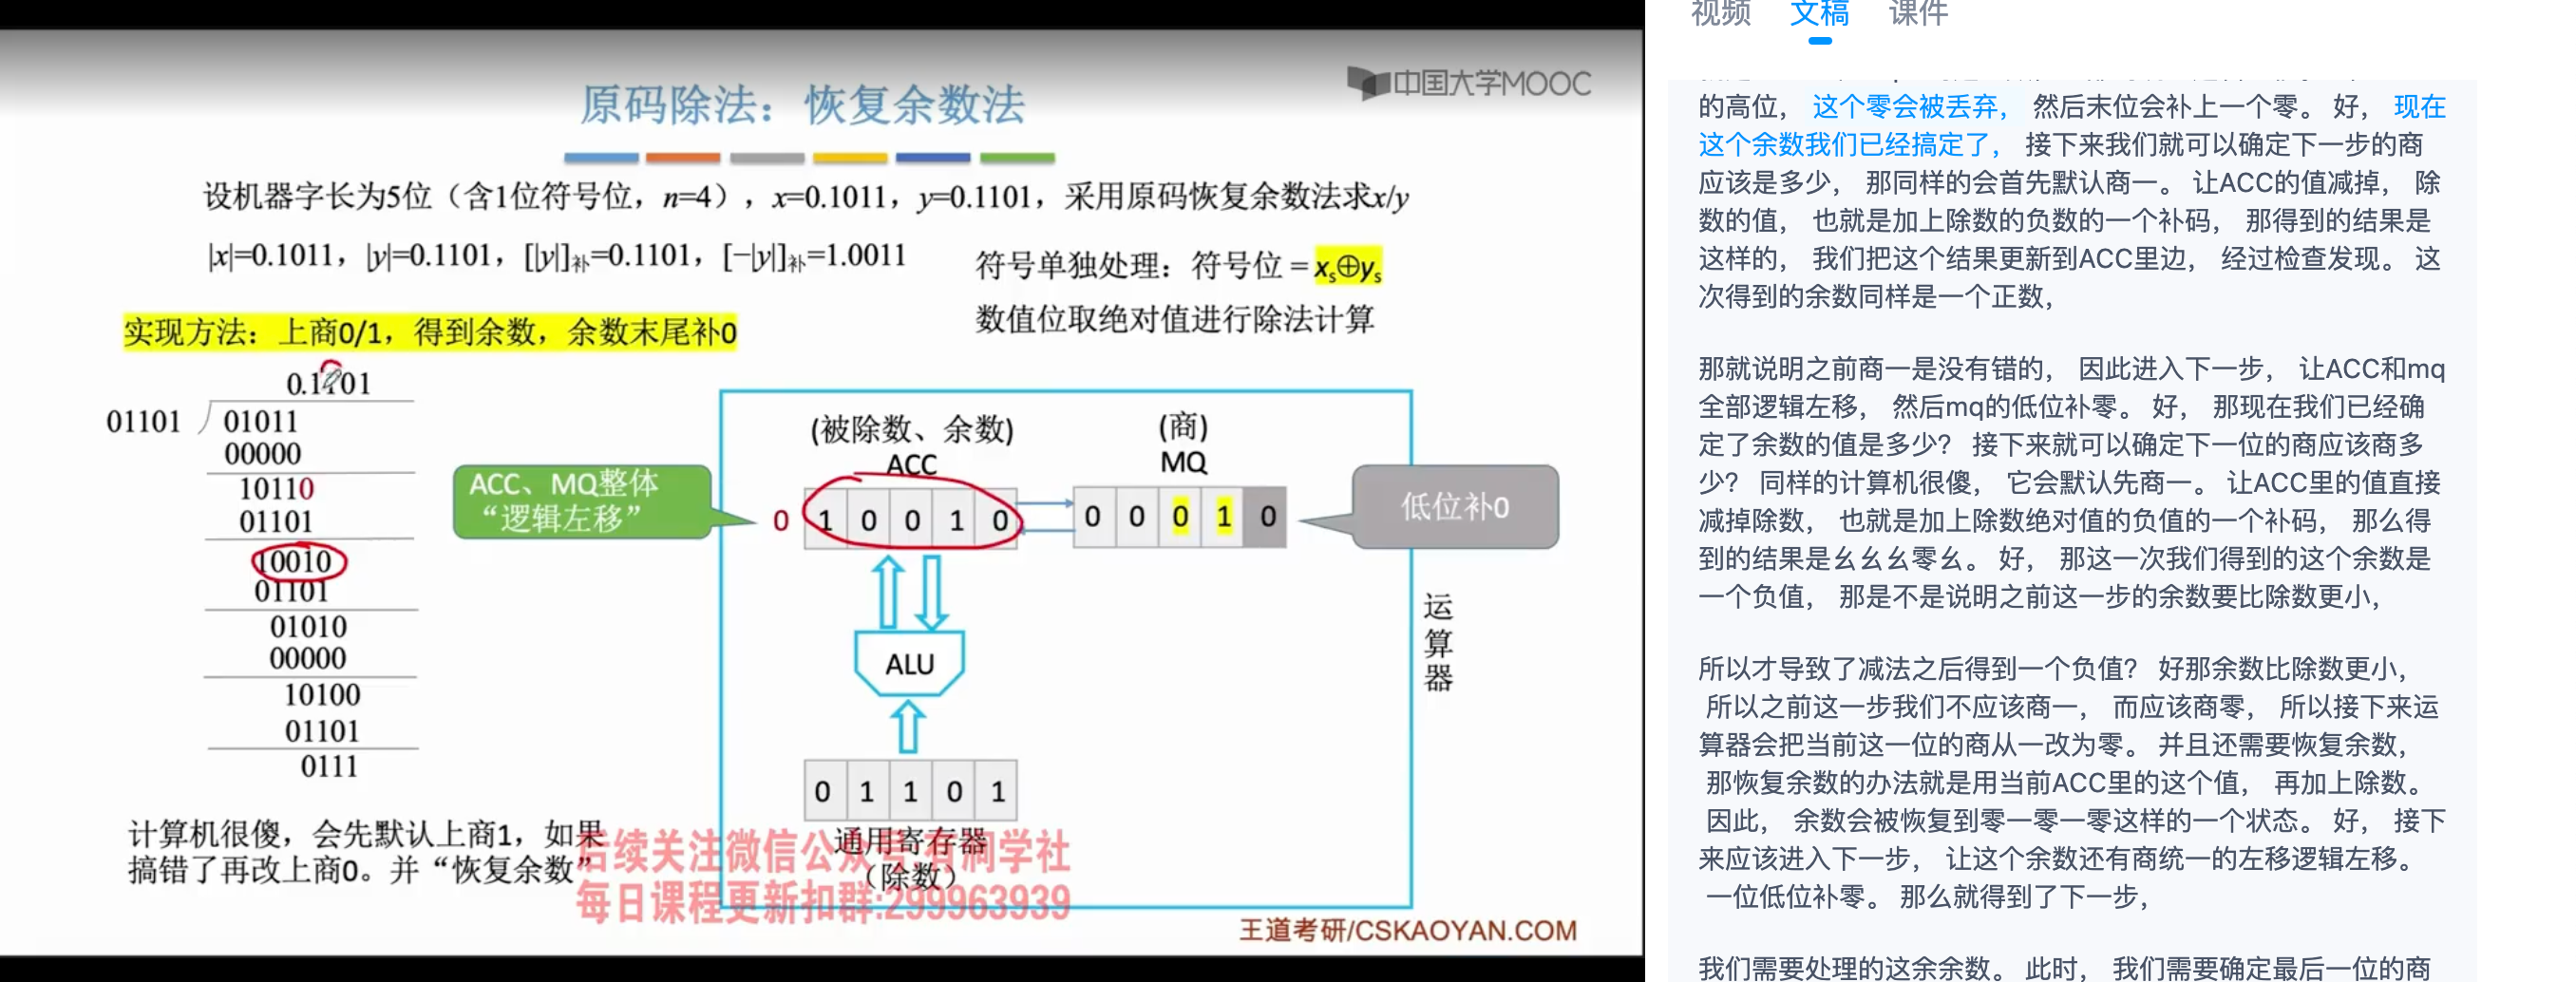 中国大学MOOC
原码除法：恢复余数法
设机器字长为5位（含1位符号位，n=4），x=0.1011，y=0.1101，采用原码恢复余数法求x/y
|x|=0.1011，|y|=0.1101，[|y|]补=0.1101，[−|y|]补=1.0011
符号单独处理：符号位 = xs⊕ys
数值位取绝对值进行除法计算
实现方法：上商0/1，得到余数，余数末尾补0
0.1101
01101
01011
00000
10110
01101
10010
01101
01010
00000
10100
01101
0111
计算机很傻，会先默认上商1，如果
搞错了再改上商0。并“恢复余数”
ACC、MQ整体
“逻辑左移”
(被除数、余数)
ACC
(商)
MQ
0 1 0 0 1 0
0 0 0 1 0
低位补0
ALU
运算器
0 1 1 0 1
通用寄存器
（除数）
后续关注微信公众号:有洞学社
每日课程更新扣群:299963939
王道考研/CSKAOYAN.COM
视频 文稿 课件
的高位， 这个零会被丢弃， 然后末位会补上一个零。 好， 现在
这个余数我们已经搞定了， 接下来我们就可以确定下一步的商
应该是多少， 那同样的会首先默认商一。 让ACC的值减掉， 除
数的值， 也就是加上除数的负数的一个补码， 那得到的结果是
这样的， 我们把这个结果更新到ACC里边， 经过检查发现。 这
次得到的余数同样是一个正数，
那就说明之前商一是没有错的， 因此进入下一步， 让ACC和mq
全部逻辑左移， 然后mq的低位补零。 好， 那现在我们已经确
定了余数的值是多少？ 接下来就可以确定下一位的商应该商多
少？ 同样的计算机很傻， 它会默认先商一。 让ACC里的值直接
减掉除数， 也就是加上除数绝对值的负值的一个补码， 那么得
到的结果是幺幺幺零幺。 好， 那这一次我们得到的这个余数是
一个负值， 那是不是说明之前这一步的余数要比除数更小，
所以才导致了减法之后得到一个负值？ 好那余数比除数更小，
所以之前这一步我们不应该商一， 而应该商零， 所以接下来运
算器会把当前这一位的商从一改为零。 并且还需要恢复余数，
那恢复余数的办法就是用当前ACC里的这个值， 再加上除数。
因此， 余数会被恢复到零一零一零这样的一个状态。 好， 接下
来应该进入下一步， 让这个余数还有商统一的左移逻辑左移。
一位低位补零。 那么就得到了下一步，
我们需要处理的这余余数。 此时， 我们需要确定最后一位的商